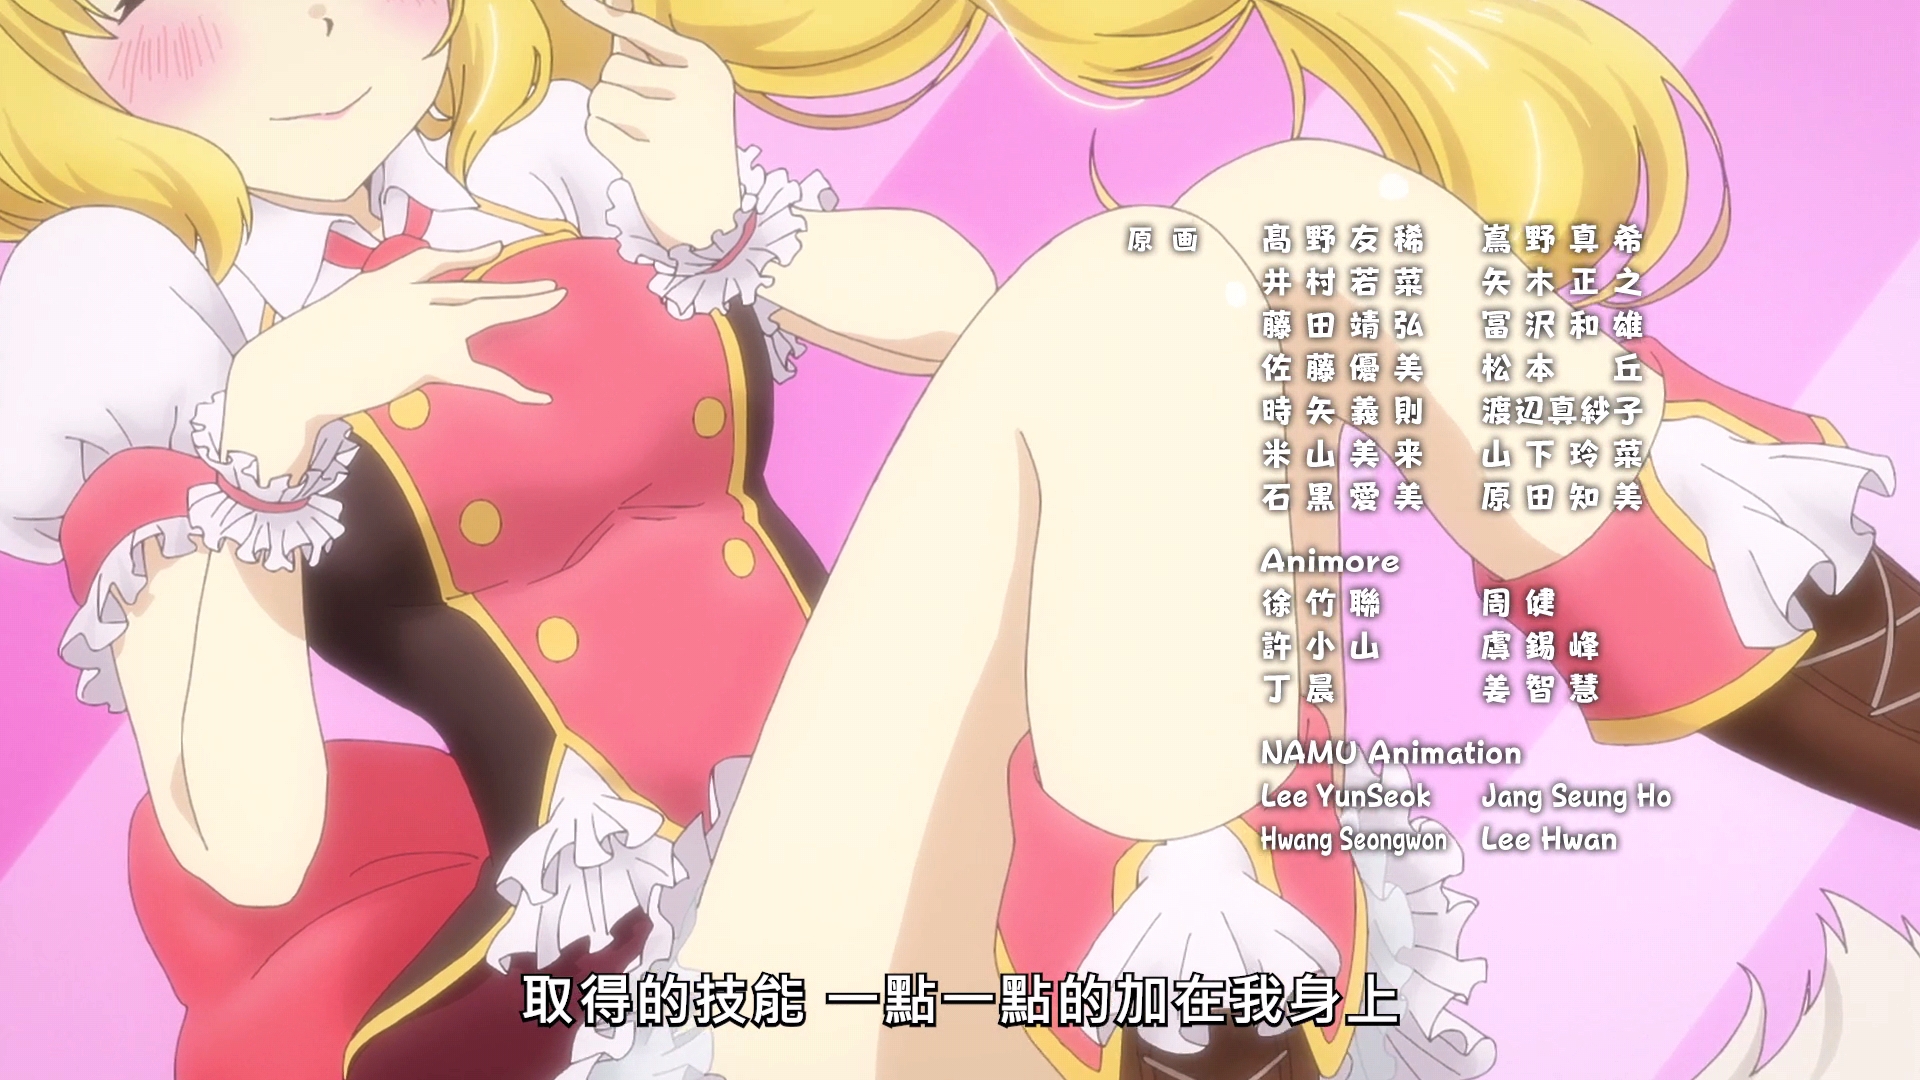 原画 髙野友稀 嶌野真希
井村若菜 矢木正之
藤田靖弘 冨沢和雄
佐藤優美 松本 丘
時矢義則 渡辺真紗子
米山美来 山下玲菜
石黒愛美 原田知美
Animore
徐竹聯 周健
許小山 虞錫峰
丁晨 姜智慧
NAMU Animation
Lee YunSeok Jang Seung Ho
Hwang Seongwon Lee Hwan
取得的技能 一點一點的加在我身上